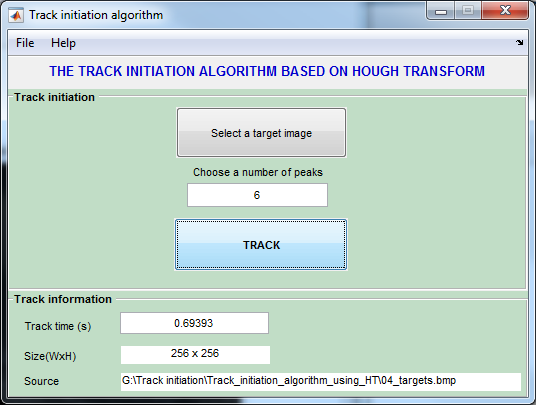 Track initiation algorithm
File Help
THE TRACK INITIATION ALGORITHM BASED ON HOUGH TRANSFORM
Track initiation
Select a target image
Choose a number of peaks
6
TRACK
Track information
Track time (s) 0.69393
Size(WxH) 256 x 256
Source G:\Track initiation\Track_initiation_algorithm_using_HT\04_targets.bmp